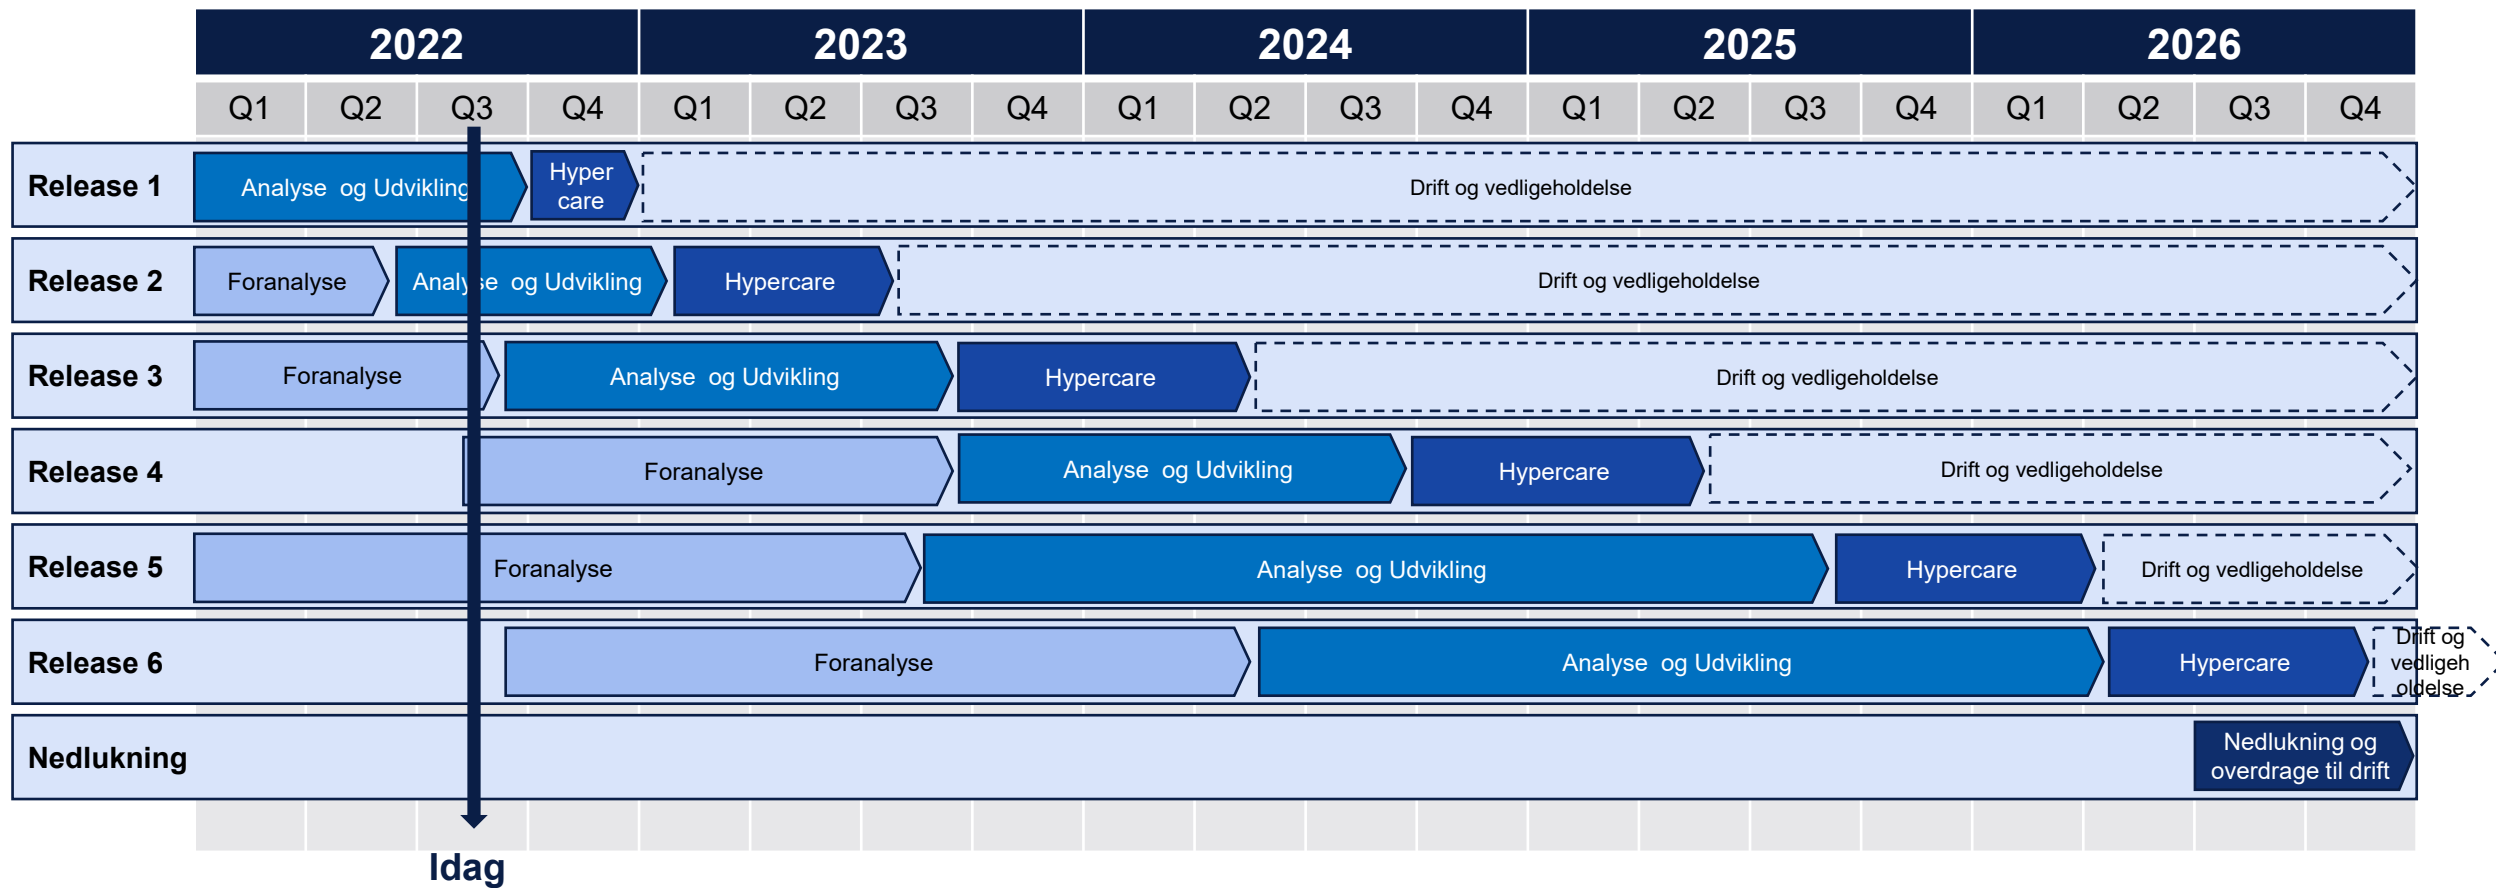 2022 2023 2024 2025 2026
Q1 Q2 Q3 Q4 Q1 Q2 Q3 Q4 Q1 Q2 Q3 Q4 Q1 Q2 Q3 Q4 Q1 Q2 Q3 Q4
Release 1
Analyse og Udvikling
Hyper
care
Drift og vedligeholdelse
Release 2
Foranalyse
Analyse og Udvikling
Hypercare
Drift og vedligeholdelse
Release 3
Foranalyse
Analyse og Udvikling
Hypercare
Drift og vedligeholdelse
Release 4
Foranalyse
Analyse og Udvikling
Hypercare
Drift og vedligeholdelse
Release 5
Foranalyse
Analyse og Udvikling
Hypercare
Drift og vedligeholdelse
Release 6
Foranalyse
Analyse og Udvikling
Hypercare
Drift og
vedligeh
oldelse
Nedlukning
Nedlukning og
overdrage til drift
Idag